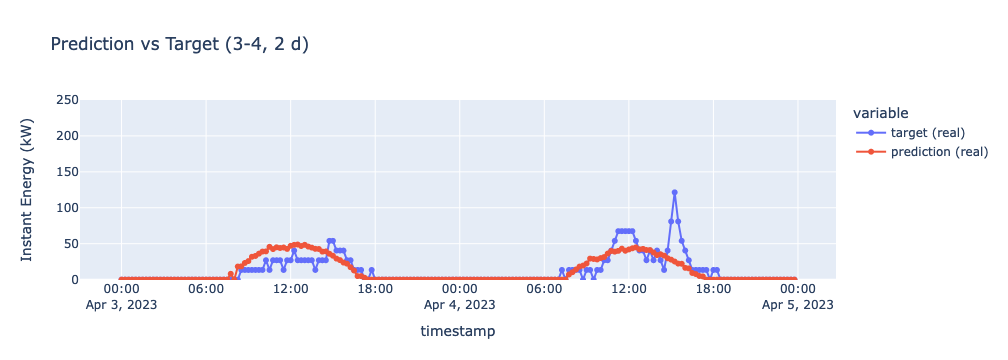 Prediction vs Target (3-4, 2 d)
variable
target (real)
prediction (real)
Instant Energy (kW)
250
200
150
100
50
0
00:00 06:00 12:00 18:00 00:00 06:00 12:00 18:00 00:00
Apr 3, 2023 Apr 4, 2023 Apr 5, 2023
timestamp